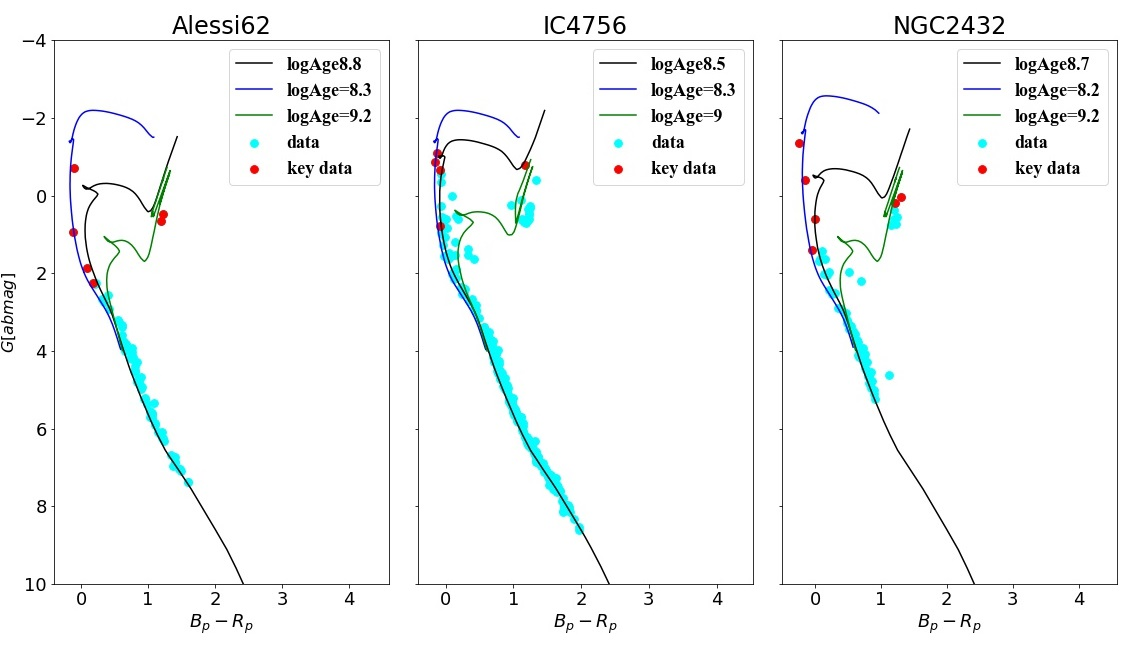 Alessi62
IC4756
NGC2432
logAge8.8
logAge=8.3
logAge=9.2
data
key data
logAge8.5
logAge=8.3
logAge=9
data
key data
logAge8.7
logAge=8.2
logAge=9.2
data
key data
−4
−2
0
2
4
6
8
10
G[abmag]
0 1 2 3 4
0 1 2 3 4
0 1 2 3 4
Bp − Rp
Bp − Rp
Bp − Rp